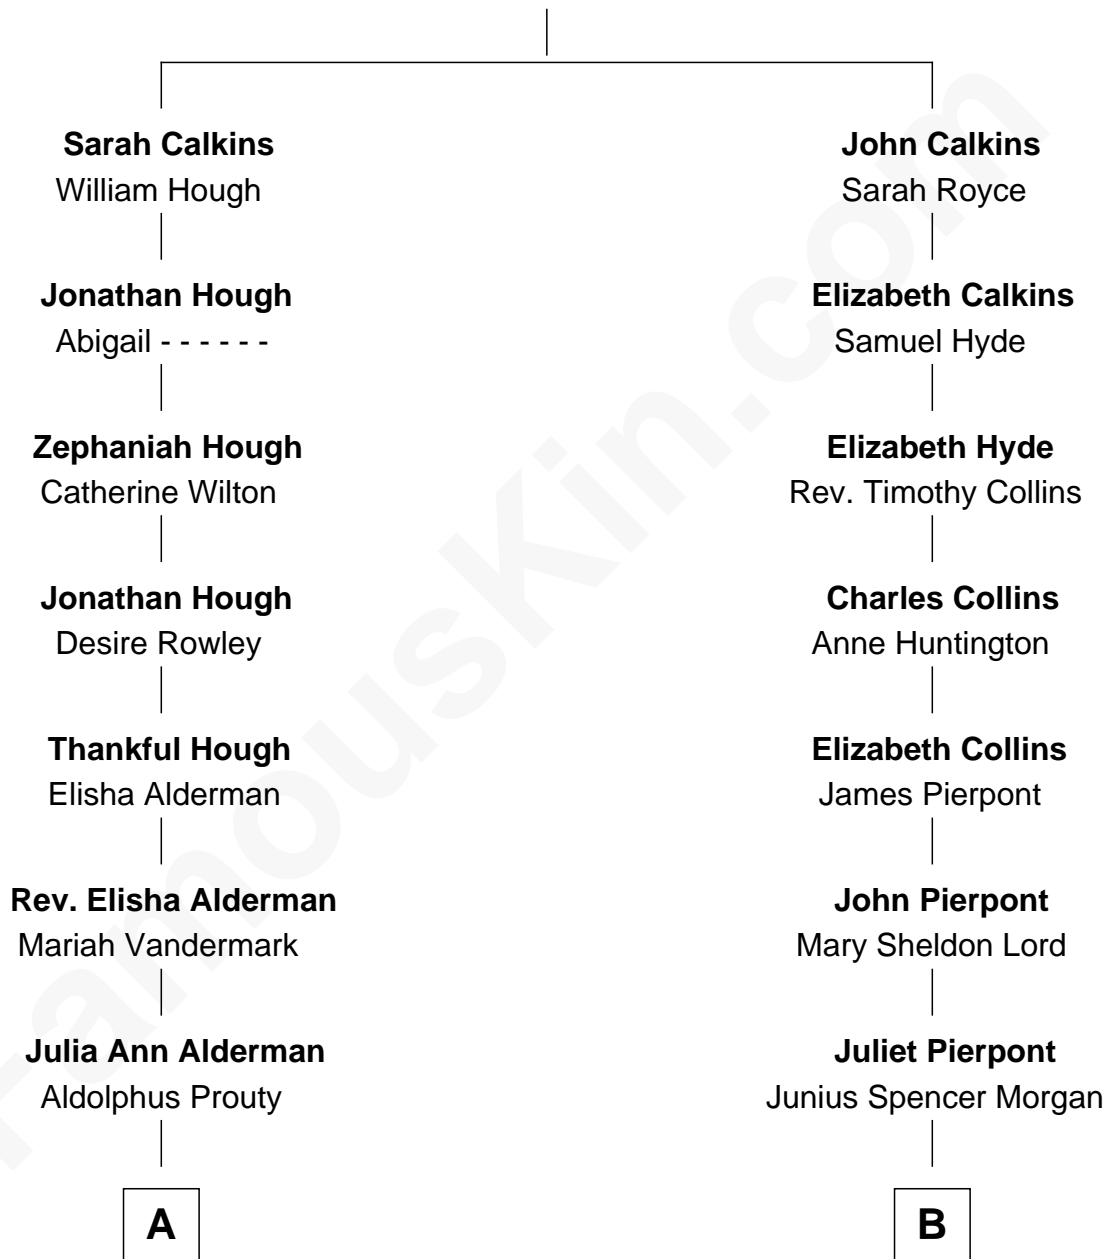 Sarah Calkins
William Hough
John Calkins
Sarah Royce
Jonathan Hough
Abigail - - - - - -
Elizabeth Calkins
Samuel Hyde
Zephaniah Hough
Catherine Wilton
Elizabeth Hyde
Rev. Timothy Collins
Jonathan Hough
Desire Rowley
Charles Collins
Anne Huntington
Thankful Hough
Elisha Alderman
Elizabeth Collins
James Pierpont
Rev. Elisha Alderman
Mariah Vandermark
John Pierpont
Mary Sheldon Lord
Julia Ann Alderman
Aldolphus Prouty
Juliet Pierpont
Junius Spencer Morgan
A
B
FamousKin.com